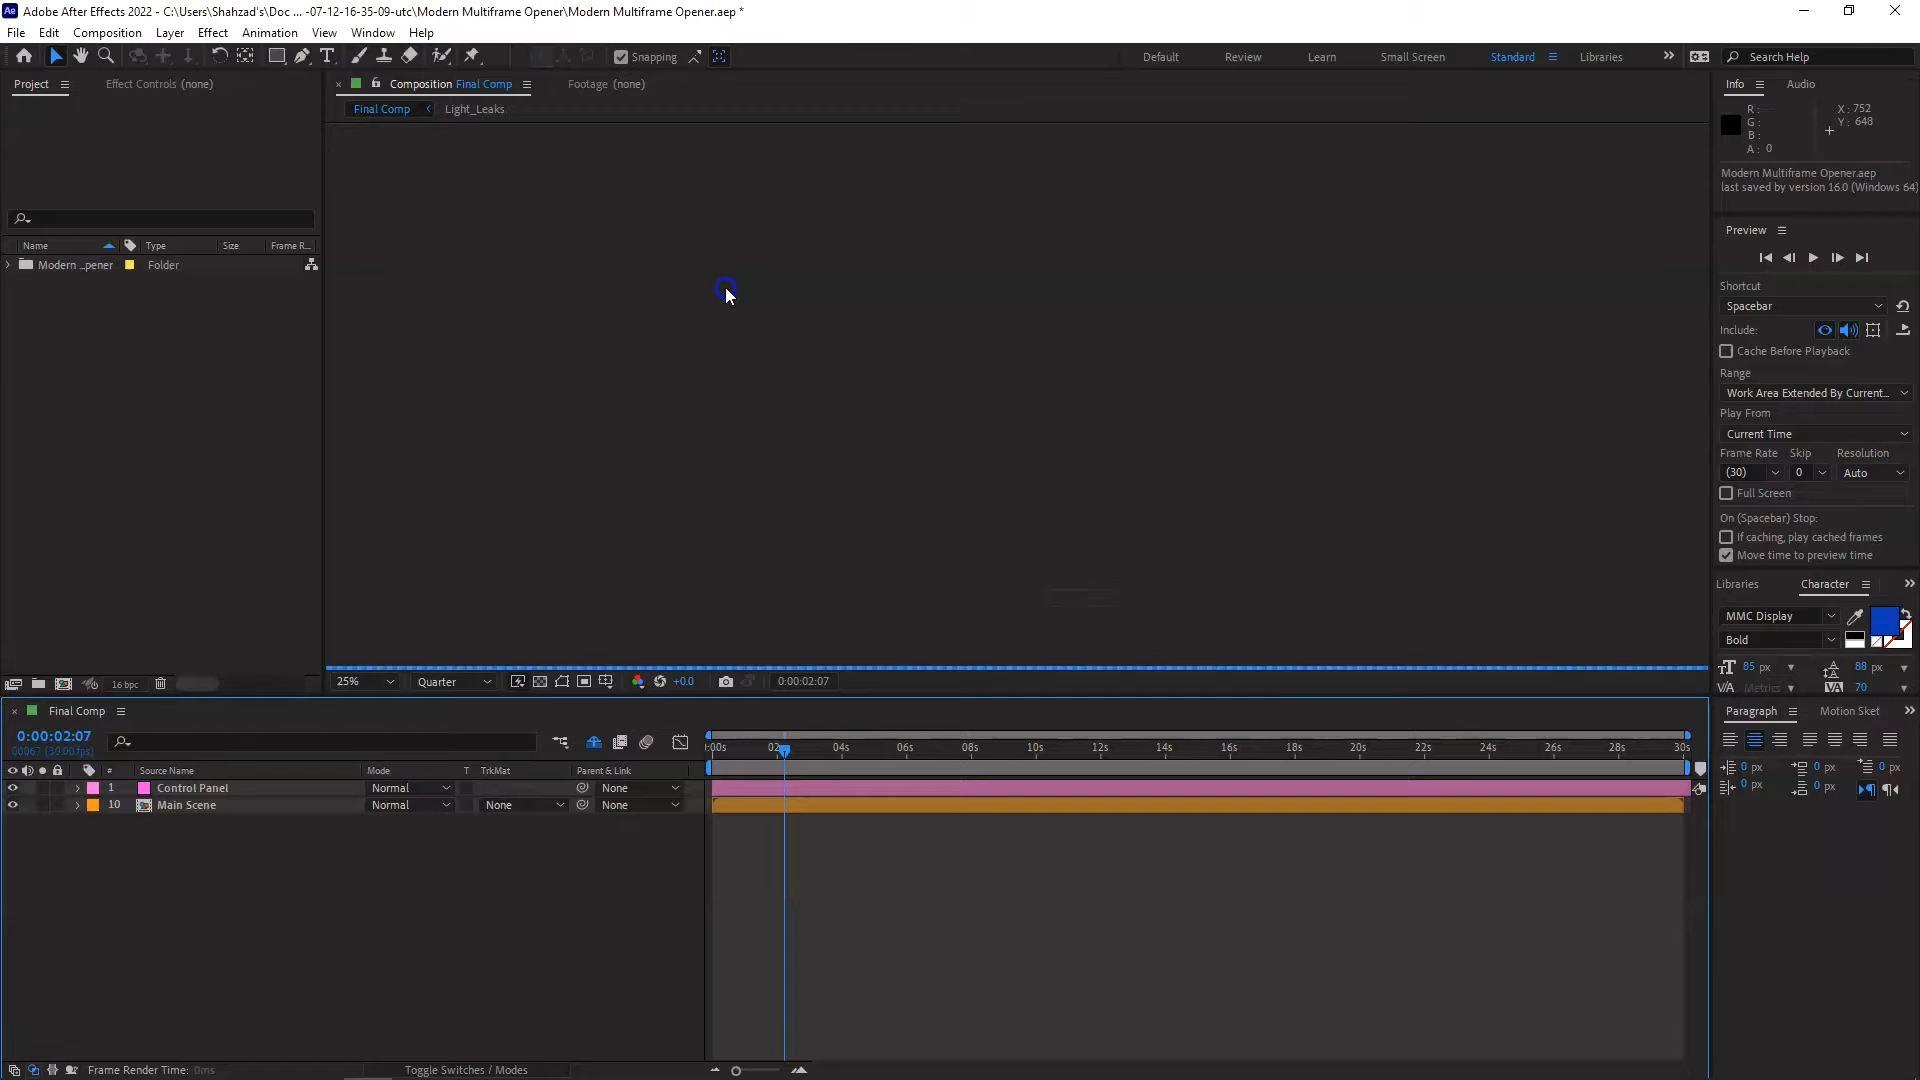 Adobe After Effects 2022 - C:\Users\Shahzad's\Doc ... -07-12-16-35-09-utc\Modern Multiframe Opener\Modern Multiframe Opener.aep *
File Edit Composition Layer Effect Animation View Window Help
Snapping Default Review Learn Small Screen Standard Libraries Search Help
Project Effect Controls (none) Composition Final Comp Footage (none) Info Audio
Final Comp Light_Leaks
R :
G :
B :
A : 0
X : 752
Y : 648
Modern Multiframe Opener.aep
last saved by version 16.0 (Windows 64)
Preview
Name Type Size Frame R...
Modern ...pener Folder
Shortcut
Spacebar
Include:
Cache Before Playback
Range
Work Area Extended By Current...
Play From
Current Time
Frame Rate Skip Resolution
(30) 0 Auto
Full Screen
On (Spacebar) Stop:
If caching, play cached frames
Move time to preview time
Libraries Character
MMC Display
Bold
85 px 88 px
Metrics 70
16 bpc 25% Quarter +0.0 0:00:02:07
Final Comp Paragraph Motion Sket
0:00:02:07
00067 (30.00 fps)
:00s 02s 04s 06s 08s 10s 12s 14s 16s 18s 20s 22s 24s 26s 28s 30s
# Source Name Mode T TrkMat Parent & Link
1 Control Panel Normal None
10 Main Scene Normal None None
0 px 0 px 0 px
0 px 0 px
Frame Render Time: 0ms Toggle Switches / Modes